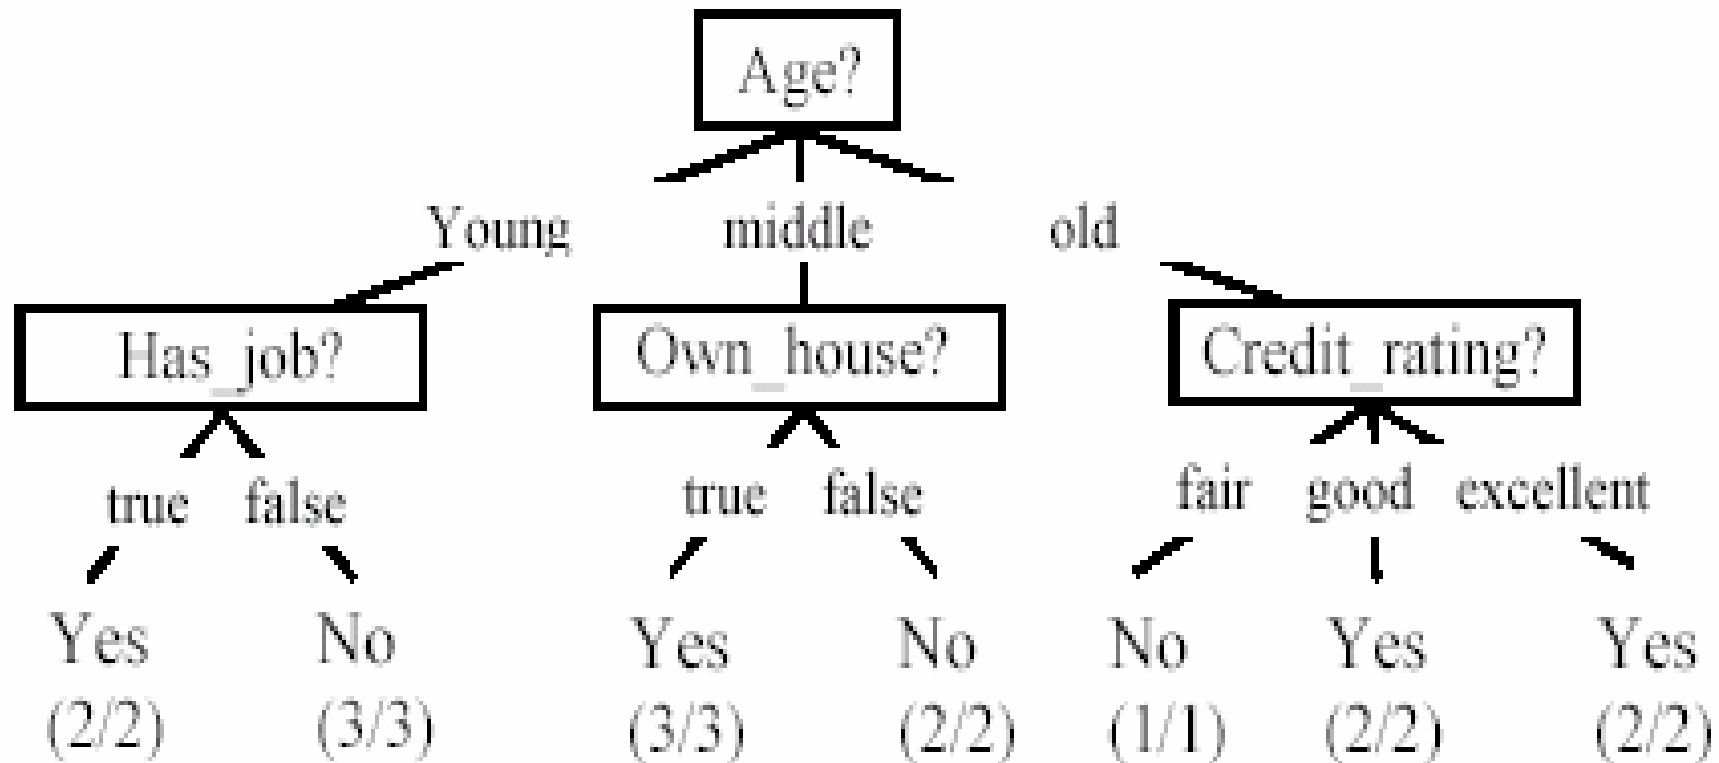 Age?
Young middle old
Has_job? Own_house? Credit_rating?
true false true false fair good excellent
Yes No Yes No No Yes Yes
(2/2) (3/3) (3/3) (2/2) (1/1) (2/2) (2/2)